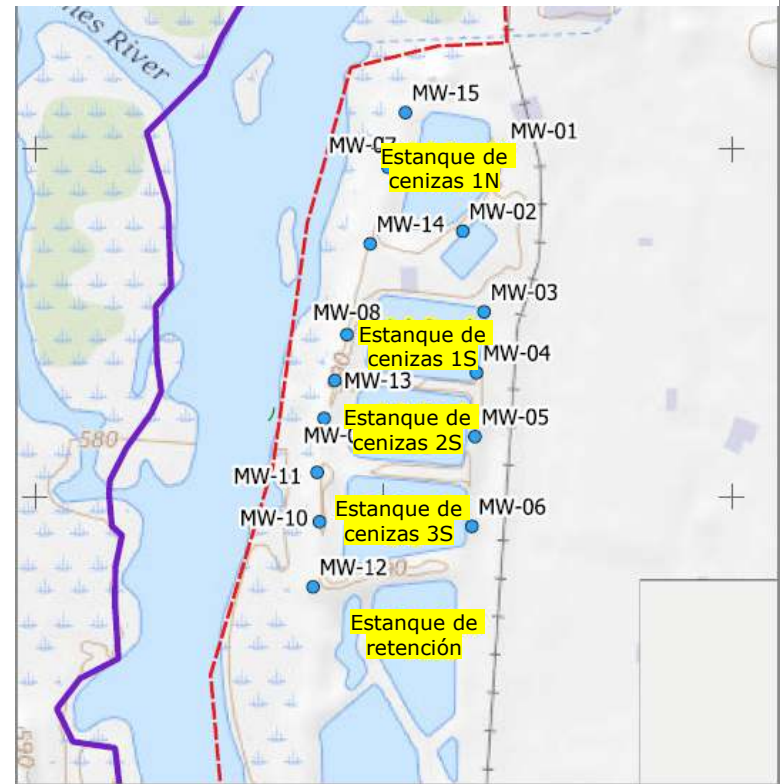 River
MW-15
MW-01
Estanque de
cenizas 1N
MW-02
MW-14
MW-03
MW-08
Estanque de
cenizas 1S
MW-04
MW-13
Estanque de
cenizas 2S
MW-05
580
MW-11
Estanque de
cenizas 3S
MW-10
MW-06
MW-12
Estanque de
retención